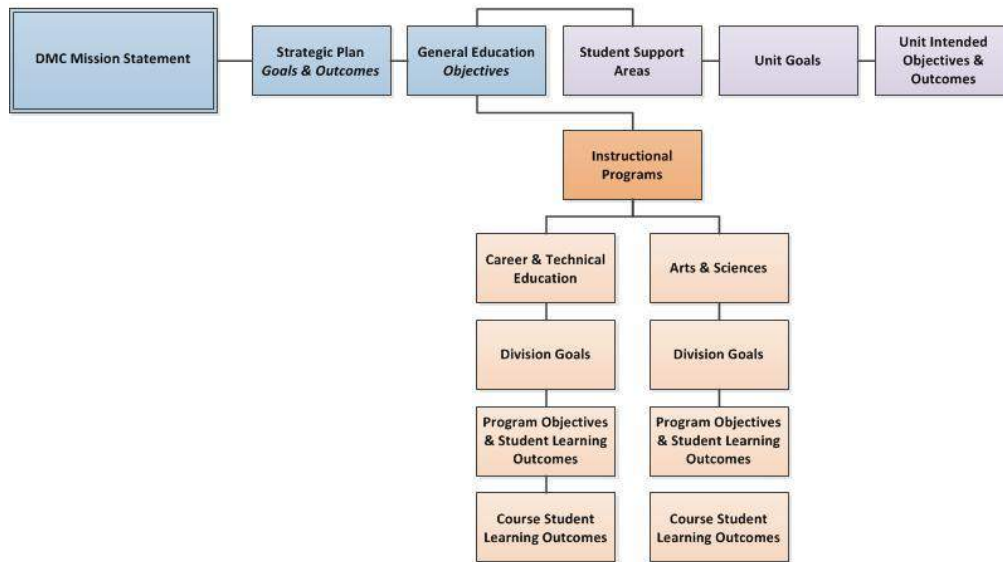 DMC Mission Statement
Strategic Plan
Goals & Outcomes
General Education
Objectives
Student Support
Areas
Unit Goals
Unit Intended
Objectives &
Outcomes
Instructional
Programs
Career & Technical
Education
Arts & Sciences
Division Goals
Division Goals
Program Objectives
& Student Learning
Outcomes
Program Objectives
& Student Learning
Outcomes
Course Student
Learning Outcomes
Course Student
Learning Outcomes